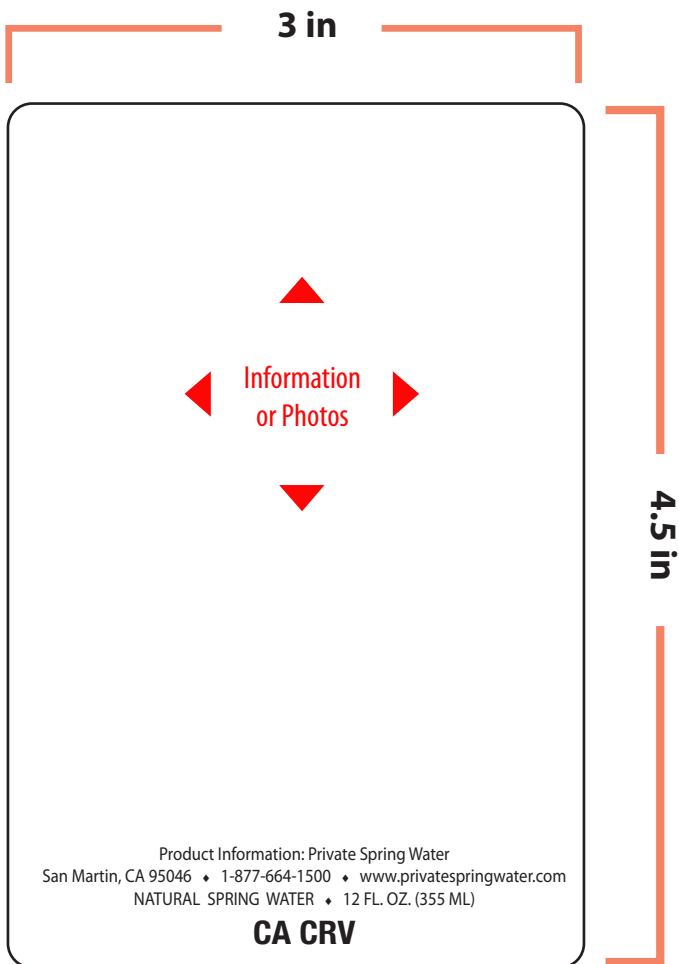 3 in
4.5 in
Information
or Photos
Product Information: Private Spring Water
San Martin, CA 95046 ♦ 1-877-664-1500 ♦ www.privatespringwater.com
NATURAL SPRING WATER ♦ 12 FL. OZ. (355 ML)
CA CRV